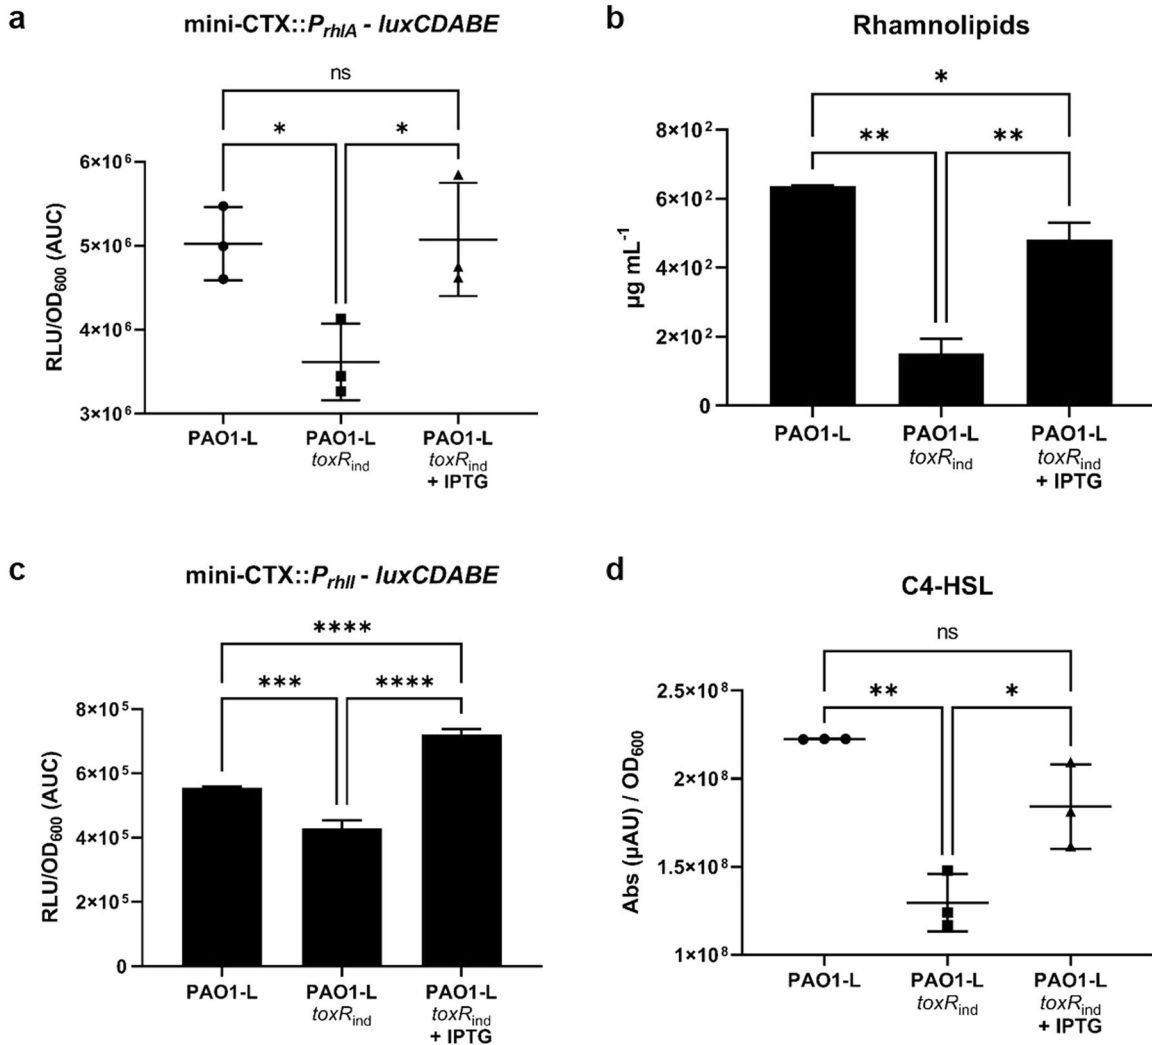 a
mini-CTX::PrhlA - luxCDABE
ns
* *
6×10⁶
5×10⁶
4×10⁶
3×10⁶
RLU/OD600 (AUC)
PAO1-L PAO1-L PAO1-L
toxRind toxRind
+ IPTG
b
Rhamnolipids
*
** **
8×10²
6×10²
4×10²
2×10²
0
µg mL⁻¹
PAO1-L PAO1-L PAO1-L
toxRind toxRind
+ IPTG
c
mini-CTX::PrhlI - luxCDABE
****
*** ****
8×10⁵
6×10⁵
4×10⁵
2×10⁵
0
RLU/OD600 (AUC)
PAO1-L PAO1-L PAO1-L
toxRind toxRind
+ IPTG
d
C4-HSL
ns
** *
2.5×10⁸
2×10⁸
1.5×10⁸
1×10⁸
Abs (µAU) / OD600
PAO1-L PAO1-L PAO1-L
toxRind toxRind
+ IPTG